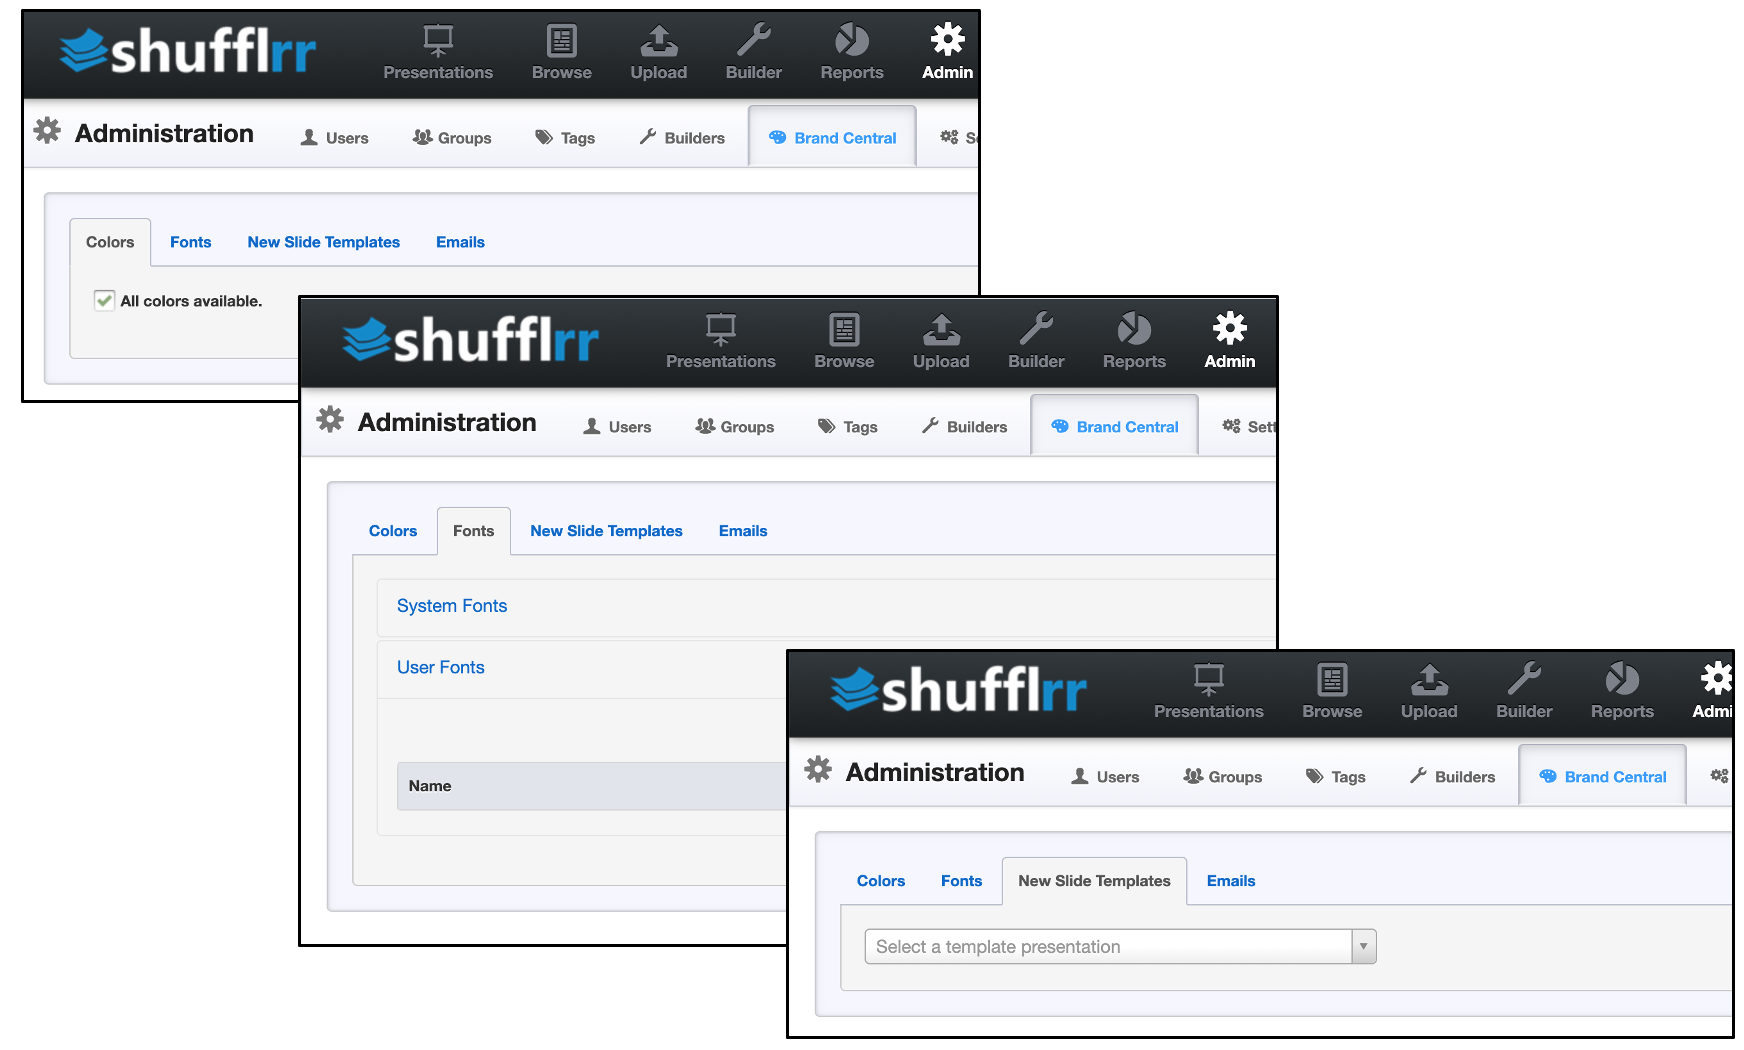 shufflrr
Presentations Browse Upload Builder Reports Admin
Administration Users Groups Tags Builders Brand Central
Colors Fonts New Slide Templates Emails
All colors available.
shufflrr
Presentations Browse Upload Builder Reports Admin
Administration Users Groups Tags Builders Brand Central Sett
Colors Fonts New Slide Templates Emails
System Fonts
User Fonts
Name
shufflrr
Presentations Browse Upload Builder Reports Admi
Administration Users Groups Tags Builders Brand Central
Colors Fonts New Slide Templates Emails
Select a template presentation